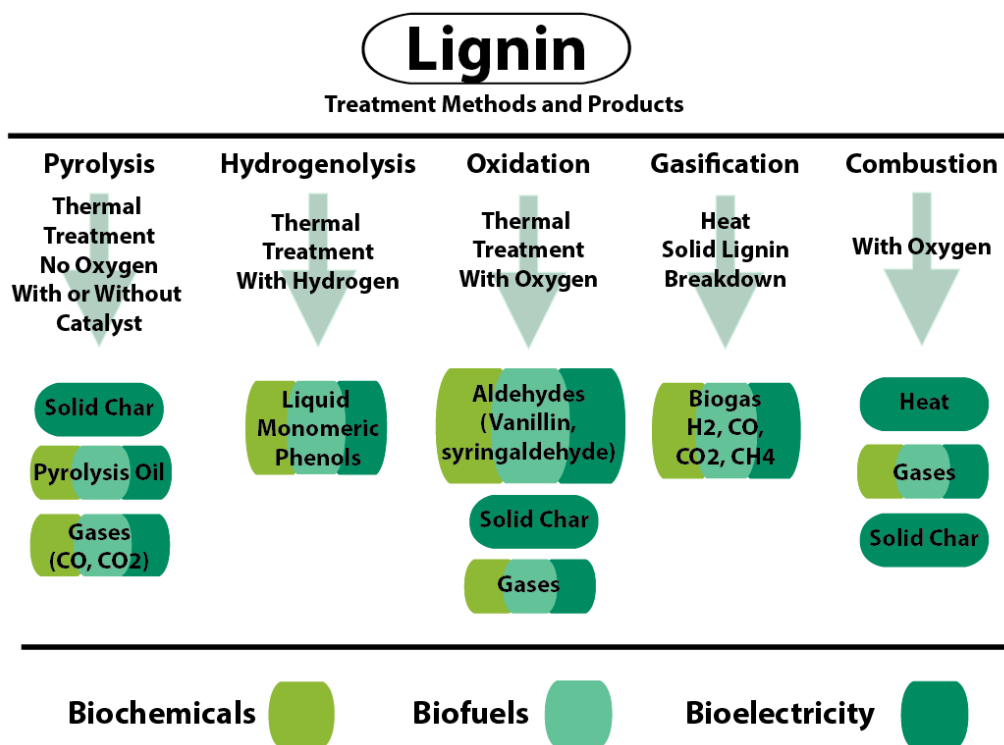 Lignin
Treatment Methods and Products
Pyrolysis
Thermal
Treatment
No Oxygen
With or Without
Catalyst
Solid Char
Pyrolysis Oil
Gases
(CO, CO2)
Hydrogenolysis
Thermal
Treatment
With Hydrogen
Liquid
Monomeric
Phenols
Oxidation
Thermal
Treatment
With Oxygen
Aldehydes
(Vanillin,
syringaldehyde)
Solid Char
Gases
Gasification
Heat
Solid Lignin
Breakdown
Biogas
H2, CO,
CO2, CH4
Combustion
With Oxygen
Heat
Gases
Solid Char
Biochemicals
Biofuels
Bioelectricity